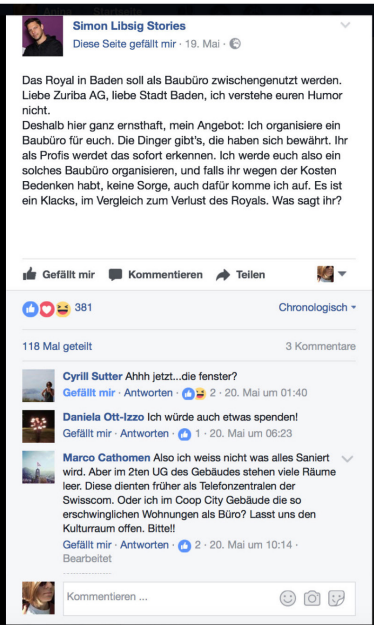 Simon Libsig Stories
Diese Seite gefällt mir · 19. Mai ·
Das Royal in Baden soll als Baubüro zwischengenutzt werden.
Liebe Zuriba AG, liebe Stadt Baden, ich verstehe euren Humor
nicht.
Deshalb hier ganz ernsthaft, mein Angebot: Ich organisiere ein
Baubüro für euch. Die Dinger gibt's, die haben sich bewährt. Ihr
als Profis werdet das sofort erkennen. Ich werde euch also ein
solches Baubüro organisieren, und falls ihr wegen der Kosten
Bedenken habt, keine Sorge, auch dafür komme ich auf. Es ist
ein Klacks, im Vergleich zum Verlust des Royals. Was sagt ihr?
Gefällt mir Kommentieren Teilen
381 Chronologisch
118 Mal geteilt 3 Kommentare
Cyrill Sutter Ahhh jetzt...die fenster?
Gefällt mir · Antworten · 2 · 20. Mai um 01:40
Daniela Ott-Izzo Ich würde auch etwas spenden!
Gefällt mir · Antworten · 1 · 20. Mai um 06:23
Marco Cathomen Also ich weiss nicht was alles Saniert
wird. Aber im 2ten UG des Gebäudes stehen viele Räume
leer. Diese dienten früher als Telefonzentralen der
Swisscom. Oder ich im Coop City Gebäude die so
erschwinglichen Wohnungen als Büro? Lasst uns den
Kulturraum offen. Bitte!!
Gefällt mir · Antworten · 2 · 20. Mai um 10:14 ·
Bearbeitet
Kommentieren ...